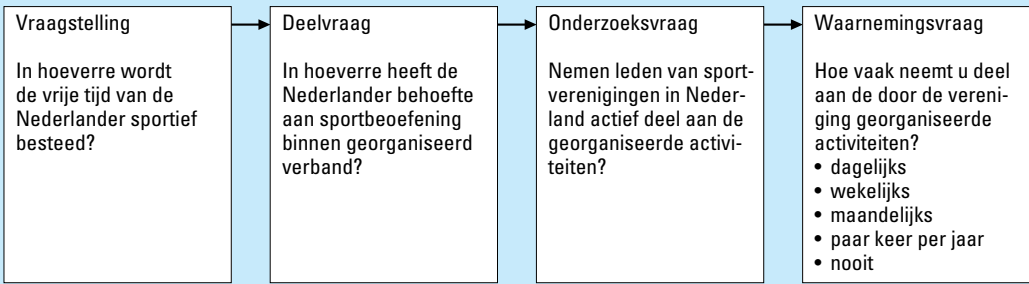 Vraagstelling
In hoeverre wordt
de vrije tijd van de
Nederlander sportief
besteed?
Deelvraag
In hoeverre heeft de
Nederlander behoefte
aan sportbeoefening
binnen georganiseerd
verband?
Onderzoeksvraag
Nemen leden van sport-
verenigingen in Neder-
land actief deel aan de
georganiseerde activi-
teiten?
Waarnemingsvraag
Hoe vaak neemt u deel
aan de door de vereni-
ging georganiseerde
activiteiten?
• dagelijks
• wekelijks
• maandelijks
• paar keer per jaar
• nooit